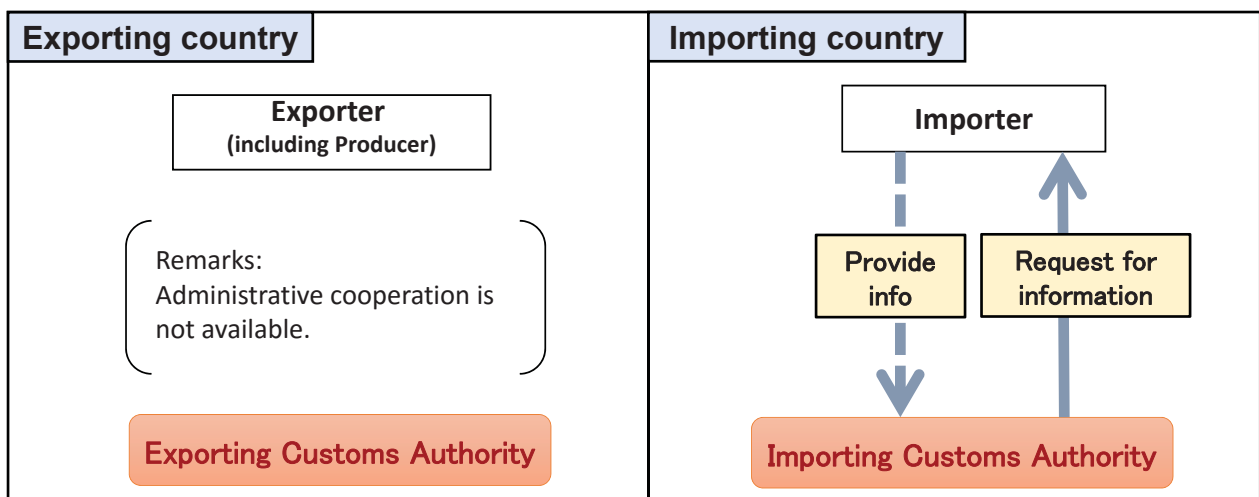 Exporting country
Exporter
(including Producer)
Remarks:
Administrative cooperation is
not available.
Exporting Customs Authority
Importing country
Importer
Provide
info
Request for
information
Importing Customs Authority